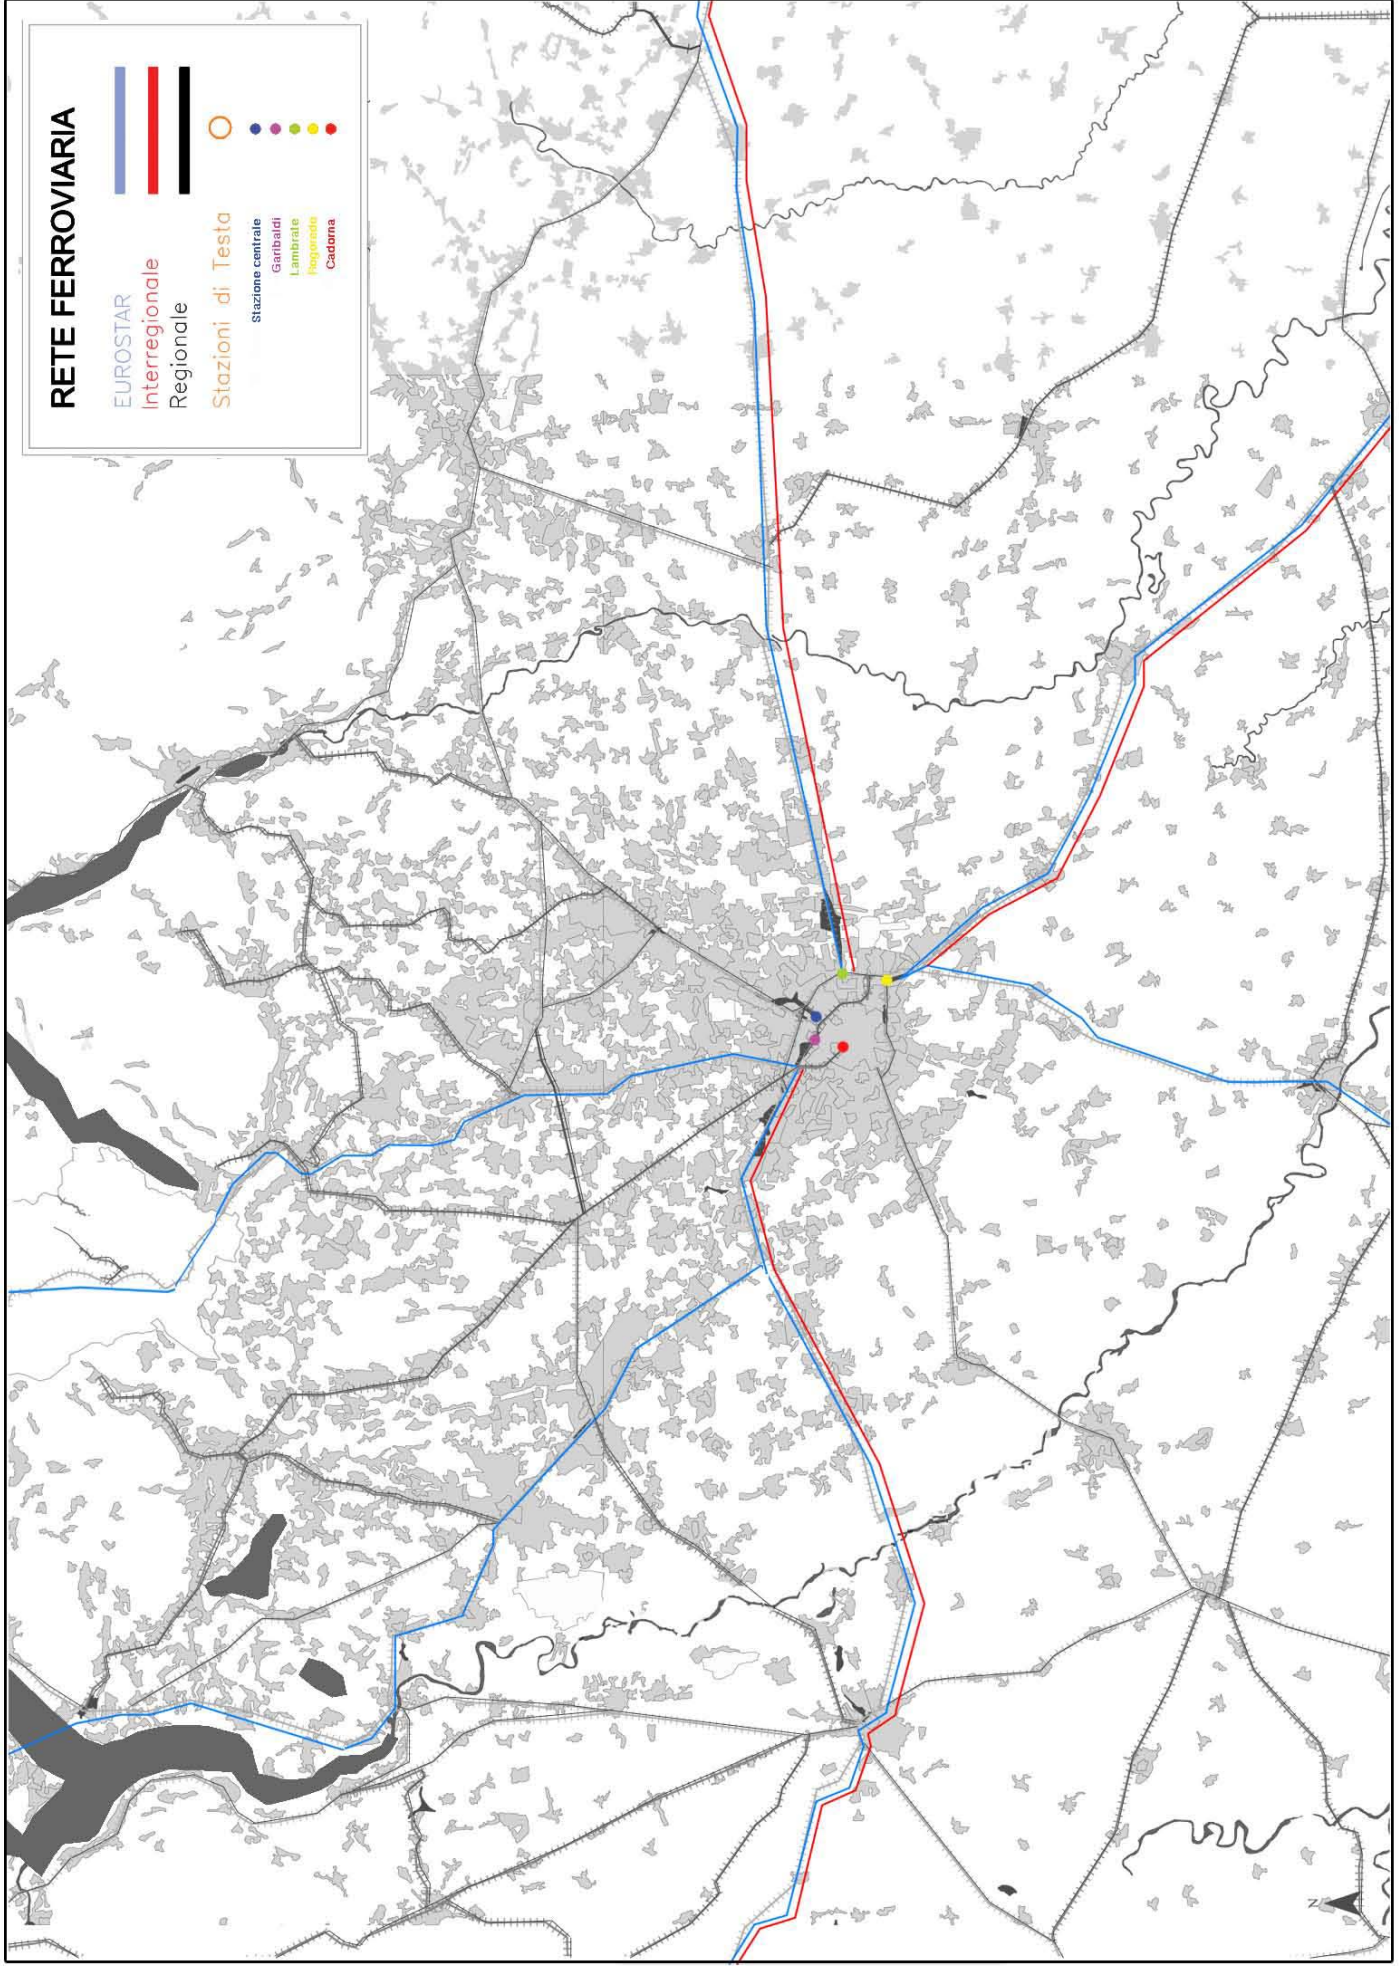 RETE FERROVIARIA
EUROSTAR
Interregionale
Regionale
Stazioni di Testa
Stazione centrale
Garibaldi
Lambrate
Rogoredo
Cadorna
N